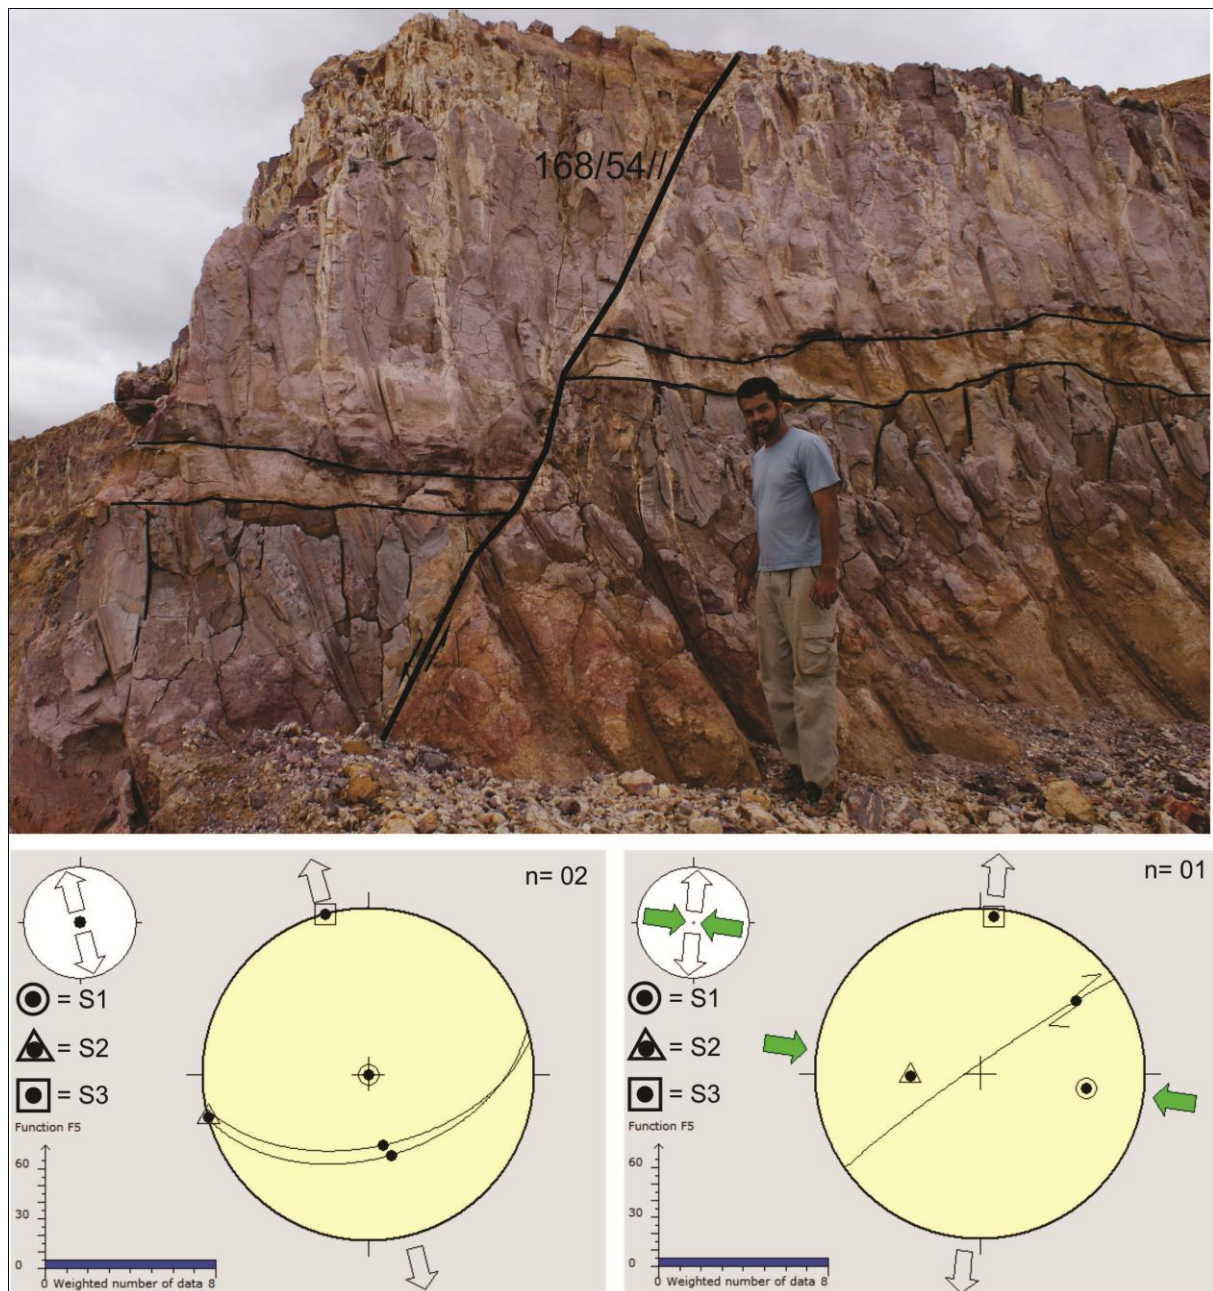 168/54//
n= 02
= S1
= S2
= S3
Function F5
60
30
0
0 Weighted number of data 8
n= 01
= S1
= S2
= S3
Function F5
60
30
0
0 Weighted number of data 8